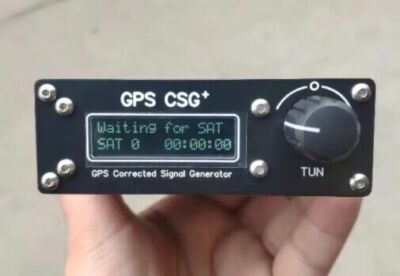 GPS CSG+
Waiting for SAT
SAT 0 00:00:00
GPS Corrected Signal Generator
TUN